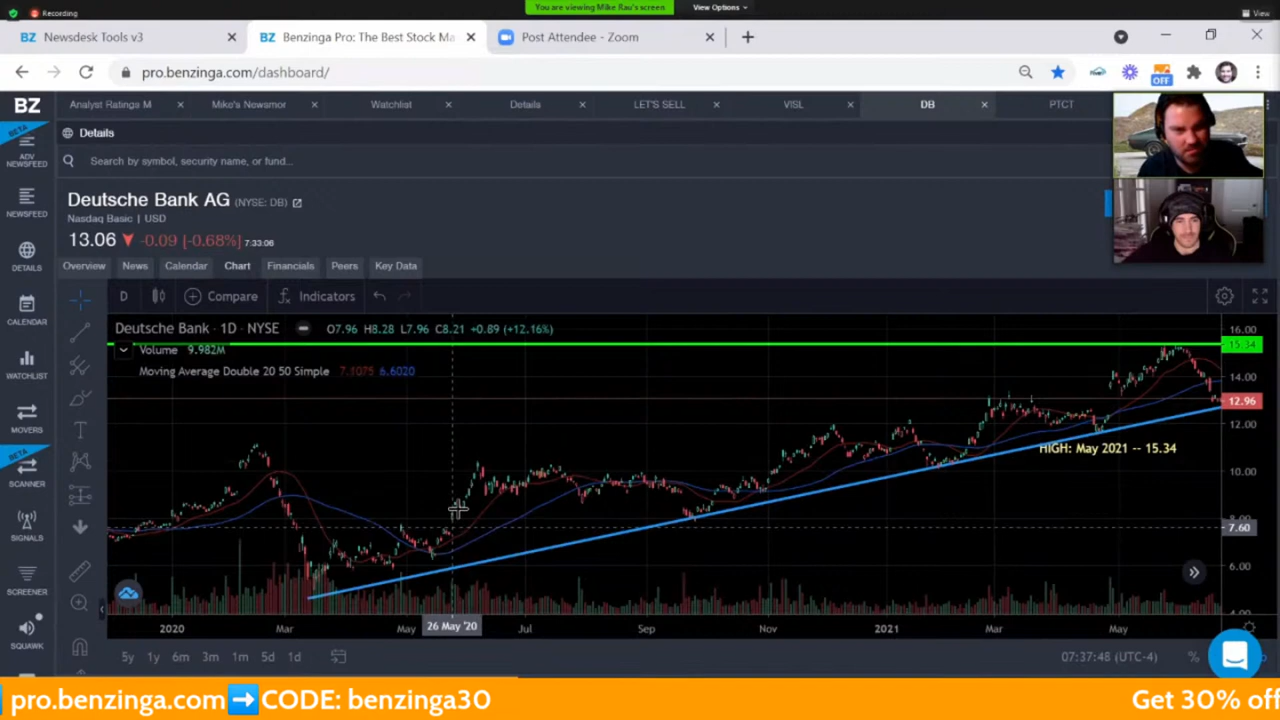 Recording
You are viewing Mike Rau's screen
View Options
View
BZ Newsdesk Tools v3
BZ Benzinga Pro: The Best Stock Ma
Post Attendee - Zoom
pro.benzinga.com/dashboard/
OFF
BZ
Analyst Ratings M
Mike's Newsmor
Watchlist
Details
LET'S SELL
VISL
DB
PTCT
BETA
ADV
NEWSFEED
NEWSFEED
DETAILS
CALENDAR
WATCHLIST
MOVERS
BETA
SCANNER
SIGNALS
SCREENER
SQUAWK
Details
Search by symbol, security name, or fund...
Deutsche Bank AG (NYSE: DB)
Nasdaq Basic | USD
13.06 -0.09 [-0.68%] 7:33:06
Overview News Calendar Chart Financials Peers Key Data
D Compare Indicators
Deutsche Bank · 1D · NYSE O7.96 H8.28 L7.96 C8.21 +0.89 (+12.16%)
Volume 9.982M
Moving Average Double 20 50 Simple 7.1075 6.6020
HIGH: May 2021 -- 15.34
16.00
15.34
14.00
12.96
12.00
10.00
8.00
7.60
6.00
4.00
2020 Mar May 26 May '20 Jul Sep Nov 2021 Mar May
5y 1y 6m 3m 1m 5d 1d
07:37:48 (UTC-4) %
pro.benzinga.com CODE: benzinga30
Get 30% off